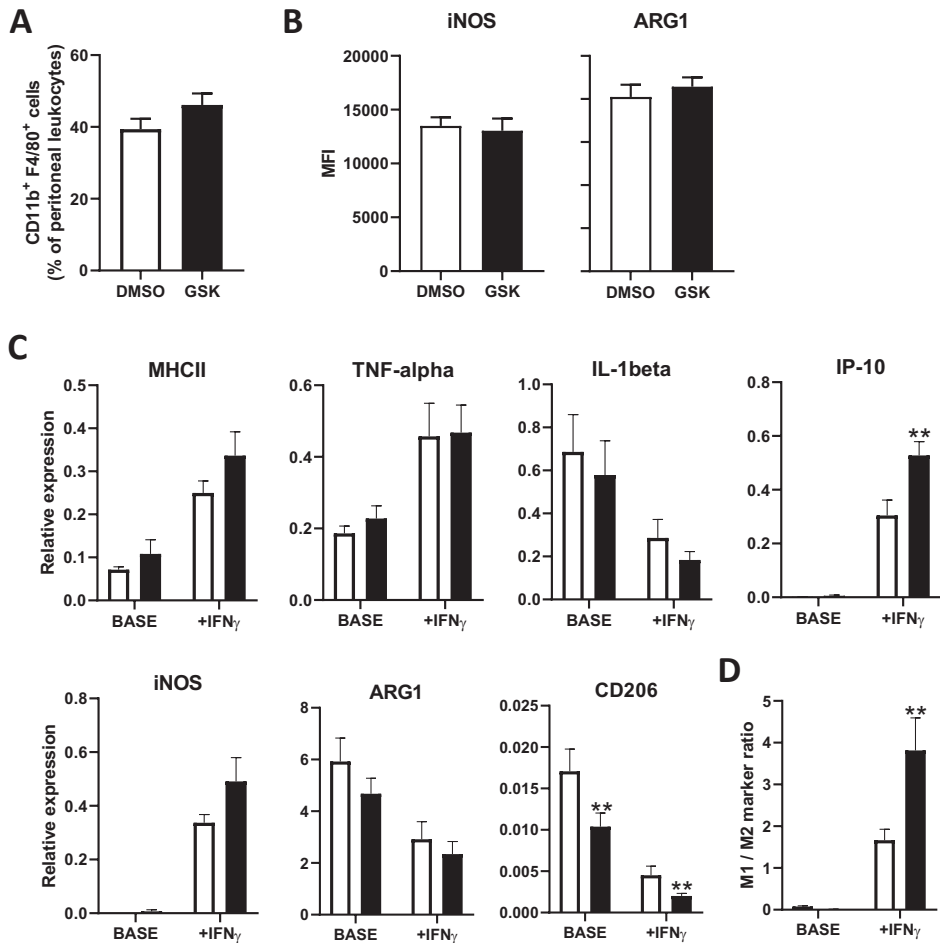 A
CD11b⁺ F4/80⁺ cells
(% of peritoneal leukocytes)
60
40
20
0
DMSO GSK
B
iNOS
MFI
20000
15000
10000
5000
0
DMSO GSK
ARG1
DMSO GSK
C
MHCII
Relative expression
0.5
0.4
0.3
0.2
0.1
0.0
BASE +IFNγ
TNF-alpha
0.6
0.4
0.2
0.0
BASE +IFNγ
IL-1beta
1.0
0.8
0.6
0.4
0.2
0.0
BASE +IFNγ
IP-10
0.8
0.6
0.4
0.2
0.0
**
BASE +IFNγ
iNOS
Relative expression
0.8
0.6
0.4
0.2
0.0
BASE +IFNγ
ARG1
8
6
4
2
0
BASE +IFNγ
CD206
0.025
0.020
0.015
0.010
0.005
0.000
**
**
BASE +IFNγ
D
M1 / M2 marker ratio
5
4
3
2
1
0
**
BASE +IFNγ